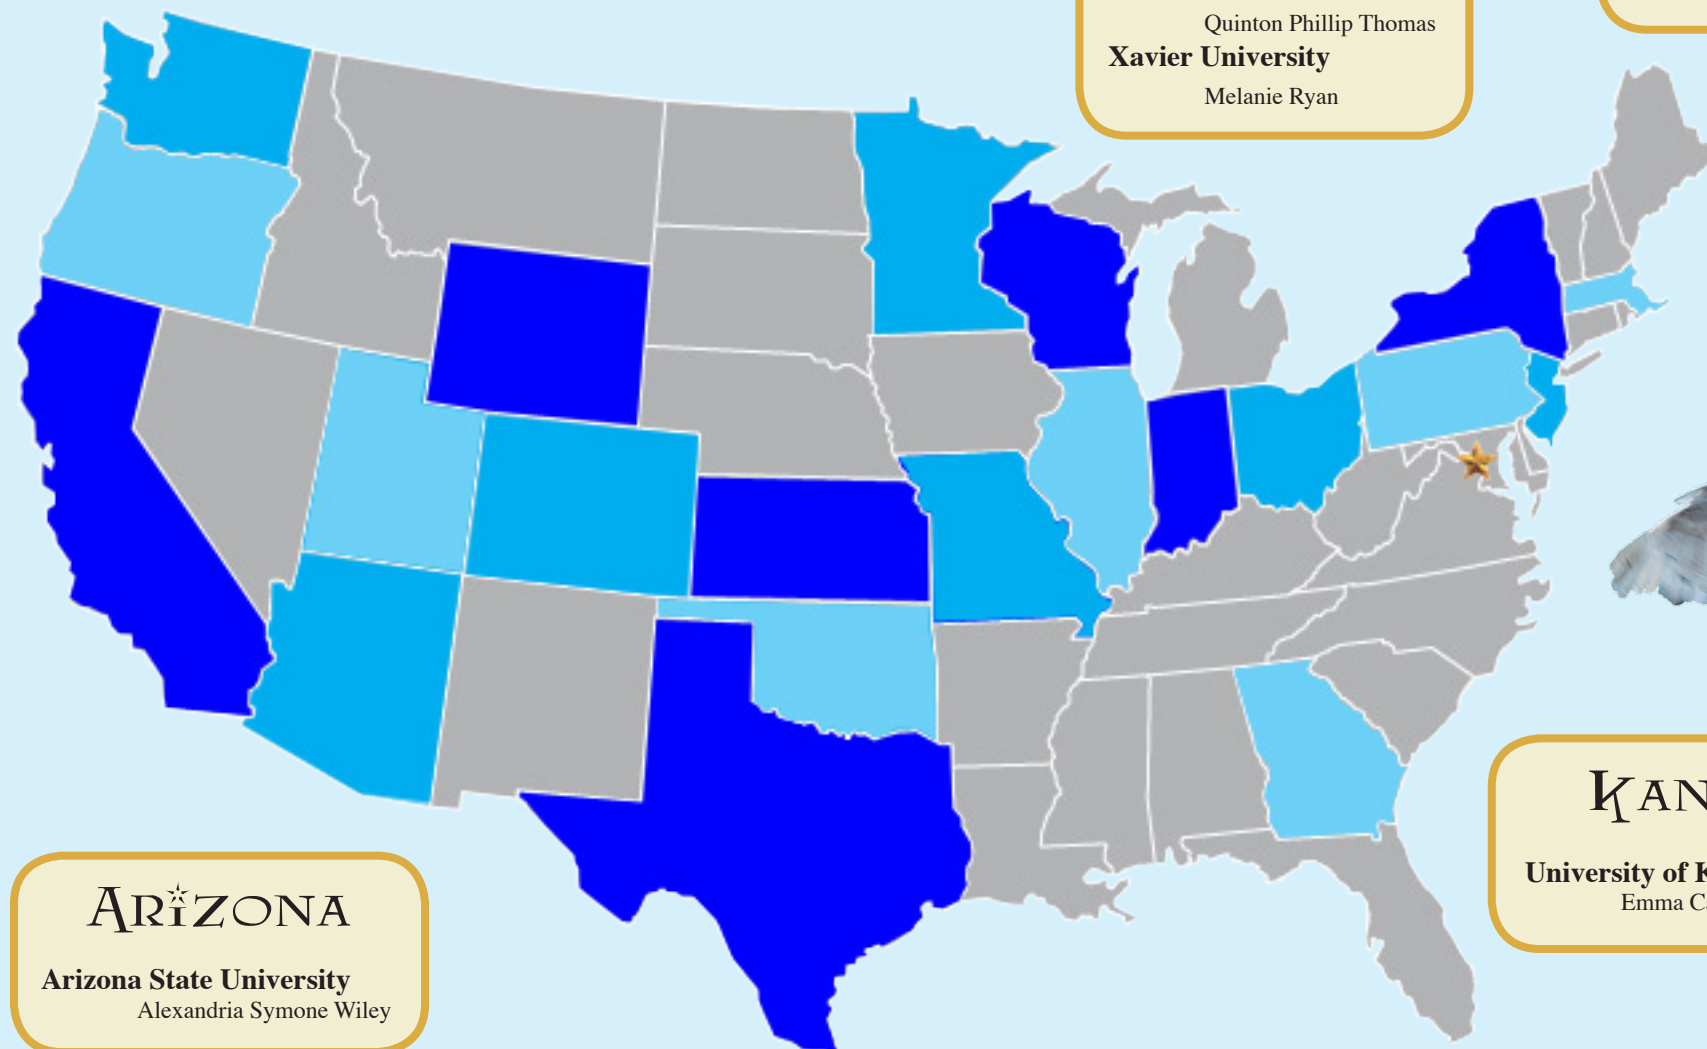 Quinton Phillip Thomas
Xavier University
Melanie Ryan
Arizona
Arizona State University
Alexandria Symone Wiley
KAN
University of K
Emma C